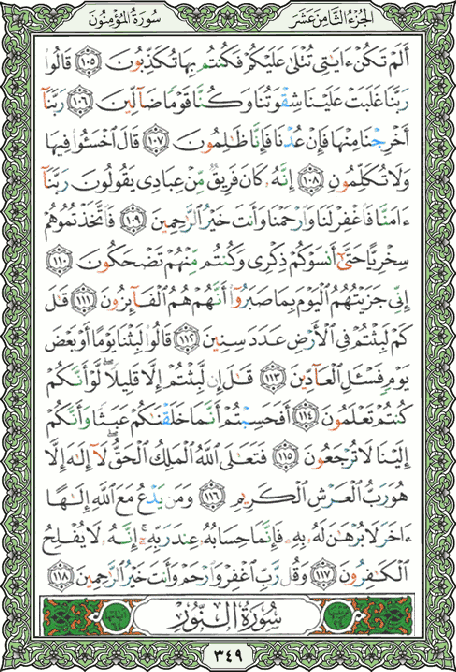 سُورَةُ المُؤْمِنُونَ
الجُزْءُ الثَّامِنَ عَشَرَ
أَلَمْ تَكُنْ ءَايَٰتِى تُتْلَىٰ عَلَيْكُمْ فَكُنتُم بِهَا تُكَذِّبُونَ ١٠٥ قَالُوا۟
رَبَّنَا غَلَبَتْ عَلَيْنَا شِقْوَتُنَا وَكُنَّا قَوْمًا ضَآلِّينَ ١٠٦ رَبَّنَآ
أَخْرِجْنَا مِنْهَا فَإِنْ عُدْنَا فَإِنَّا ظَٰلِمُونَ ١٠٧ قَالَ ٱخْسَـُٔوا۟ فِيهَا
وَلَا تُكَلِّمُونِ ١٠٨ إِنَّهُۥ كَانَ فَرِيقٌ مِّنْ عِبَادِى يَقُولُونَ رَبَّنَآ
ءَامَنَّا فَٱغْفِرْ لَنَا وَٱرْحَمْنَا وَأَنتَ خَيْرُ ٱلرَّٰحِمِينَ ١٠٩ فَٱتَّخَذْتُمُوهُمْ
سِخْرِيًّا حَتَّىٰٓ أَنسَوْكُمْ ذِكْرِى وَكُنتُم مِّنْهُمْ تَضْحَكُونَ ١١٠
إِنِّى جَزَيْتُهُمُ ٱلْيَوْمَ بِمَا صَبَرُوٓا۟ أَنَّهُمْ هُمُ ٱلْفَآئِزُونَ ١١١ قَٰلَ
كَمْ لَبِثْتُمْ فِى ٱلْأَرْضِ عَدَدَ سِنِينَ ١١٢ قَالُوا۟ لَبِثْنَا يَوْمًا أَوْ بَعْضَ
يَوْمٍ فَسْـَٔلِ ٱلْعَآدِّينَ ١١٣ قَٰلَ إِن لَّبِثْتُمْ إِلَّا قَلِيلًا ۖ لَّوْ أَنَّكُمْ
كُنتُمْ تَعْلَمُونَ ١١٤ أَفَحَسِبْتُمْ أَنَّمَا خَلَقْنَٰكُمْ عَبَثًا وَأَنَّكُمْ
إِلَيْنَا لَا تُرْجَعُونَ ١١٥ فَتَعَٰلَى ٱللَّهُ ٱلْمَلِكُ ٱلْحَقُّ ۖ لَآ إِلَٰهَ إِلَّا
هُوَ رَبُّ ٱلْعَرْشِ ٱلْكَرِيمِ ١١٦ وَمَن يَدْعُ مَعَ ٱللَّهِ إِلَٰهًا
ءَاخَرَ لَا بُرْهَٰنَ لَهُۥ بِهِۦ فَإِنَّمَا حِسَابُهُۥ عِندَ رَبِّهِۦٓ ۚ إِنَّهُۥ لَا يُفْلِحُ
ٱلْكَٰفِرُونَ ١١٧ وَقُل رَّبِّ ٱغْفِرْ وَٱرْحَمْ وَأَنتَ خَيْرُ ٱلرَّٰحِمِينَ ١١٨
سُورَةُ النُّورِ
٣٤٩